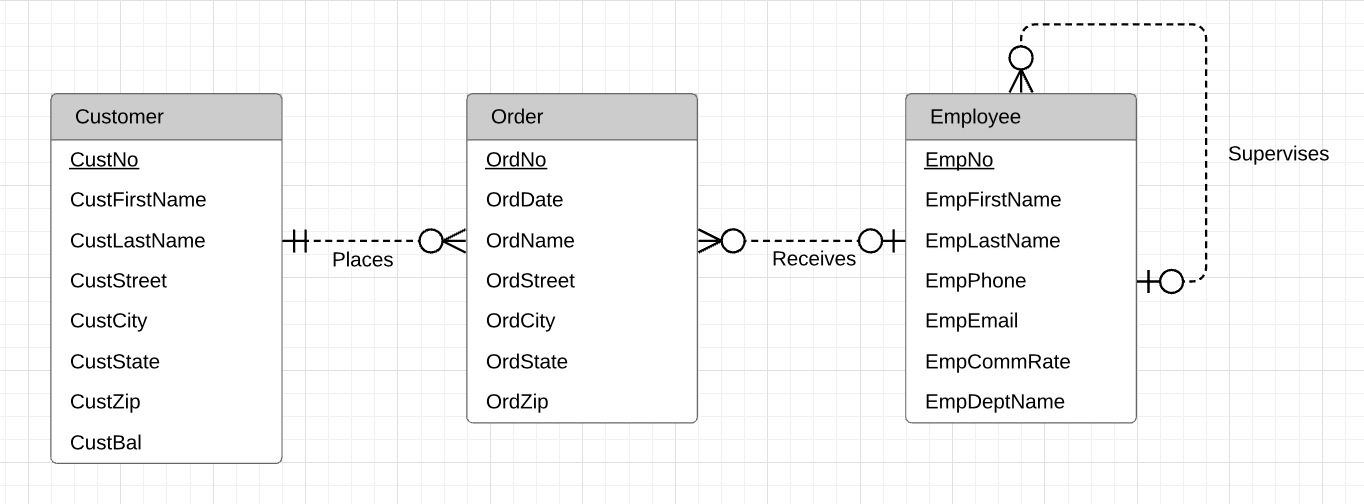 Customer
CustNo
CustFirstName
CustLastName
CustStreet
CustCity
CustState
CustZip
CustBal
Places
Order
OrdNo
OrdDate
OrdName
OrdStreet
OrdCity
OrdState
OrdZip
Receives
Employee
EmpNo
EmpFirstName
EmpLastName
EmpPhone
EmpEmail
EmpCommRate
EmpDeptName
Supervises